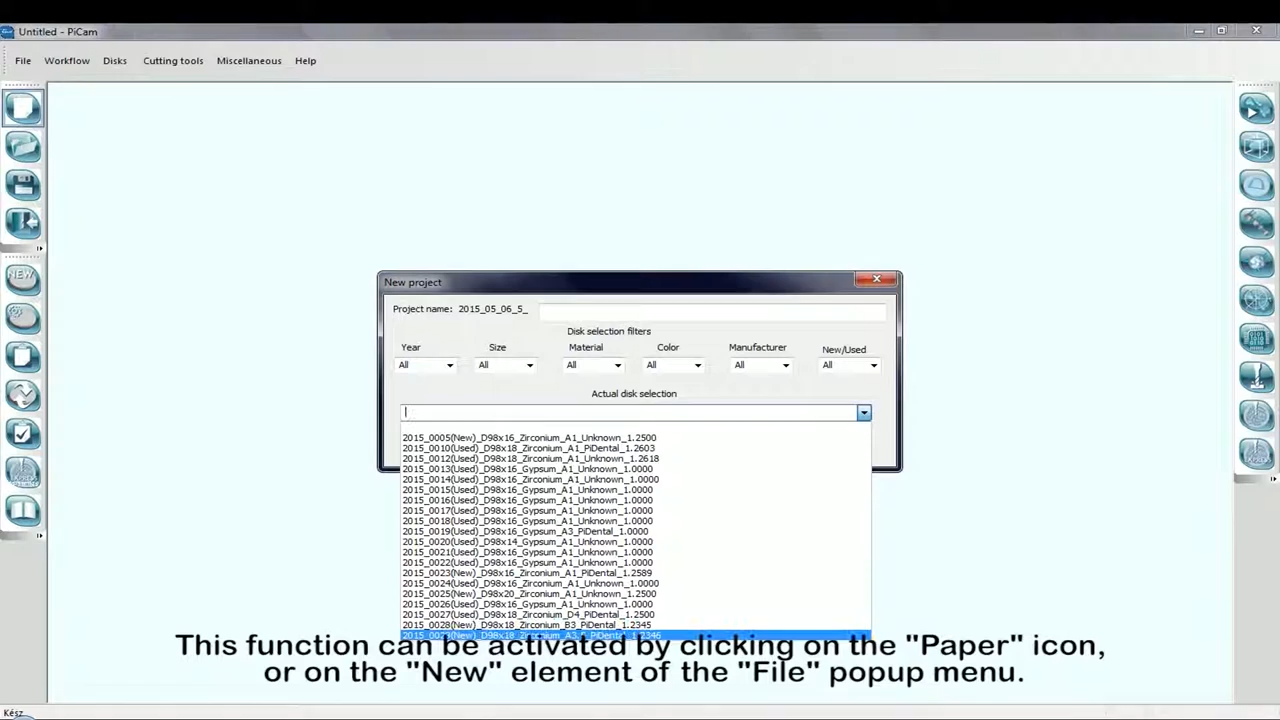 Untitled - PiCam
File Workflow Disks Cutting tools Miscellaneous Help
NEW
New project
Project name: 2015_05_06_5_
Disk selection filters
Year Size Material Color Manufacturer New/Used
All All All All All All
Actual disk selection
2015_0005(New)_D98x16_Zirconium_A1_Unknown_1.2500
2015_0010(Used)_D98x18_Zirconium_A1_PiDental_1.2603
2015_0012(Used)_D98x18_Zirconium_A1_Unknown_1.2618
2015_0013(Used)_D98x16_Gypsum_A1_Unknown_1.0000
2015_0014(Used)_D98x16_Zirconium_A1_Unknown_1.0000
2015_0015(Used)_D98x16_Gypsum_A1_Unknown_1.0000
2015_0016(Used)_D98x16_Gypsum_A1_Unknown_1.0000
2015_0017(Used)_D98x16_Gypsum_A1_Unknown_1.0000
2015_0018(Used)_D98x16_Gypsum_A1_Unknown_1.0000
2015_0019(Used)_D98x16_Gypsum_A3_PiDental_1.0000
2015_0020(Used)_D98x14_Gypsum_A1_Unknown_1.0000
2015_0021(Used)_D98x16_Gypsum_A1_Unknown_1.0000
2015_0022(Used)_D98x16_Gypsum_A1_Unknown_1.0000
2015_0023(New)_D98x16_Zirconium_A1_PiDental_1.2589
2015_0024(Used)_D98x16_Zirconium_A1_Unknown_1.0000
2015_0025(New)_D98x20_Zirconium_A1_Unknown_1.2500
2015_0026(Used)_D98x16_Gypsum_A1_Unknown_1.0000
2015_0027(Used)_D98x18_Zirconium_D4_PiDental_1.2500
2015_0028(New)_D98x18_Zirconium_B3_PiDental_1.2345
This function can be activated by clicking on the "Paper" icon,
or on the "New" element of the "File" popup menu.
Kész